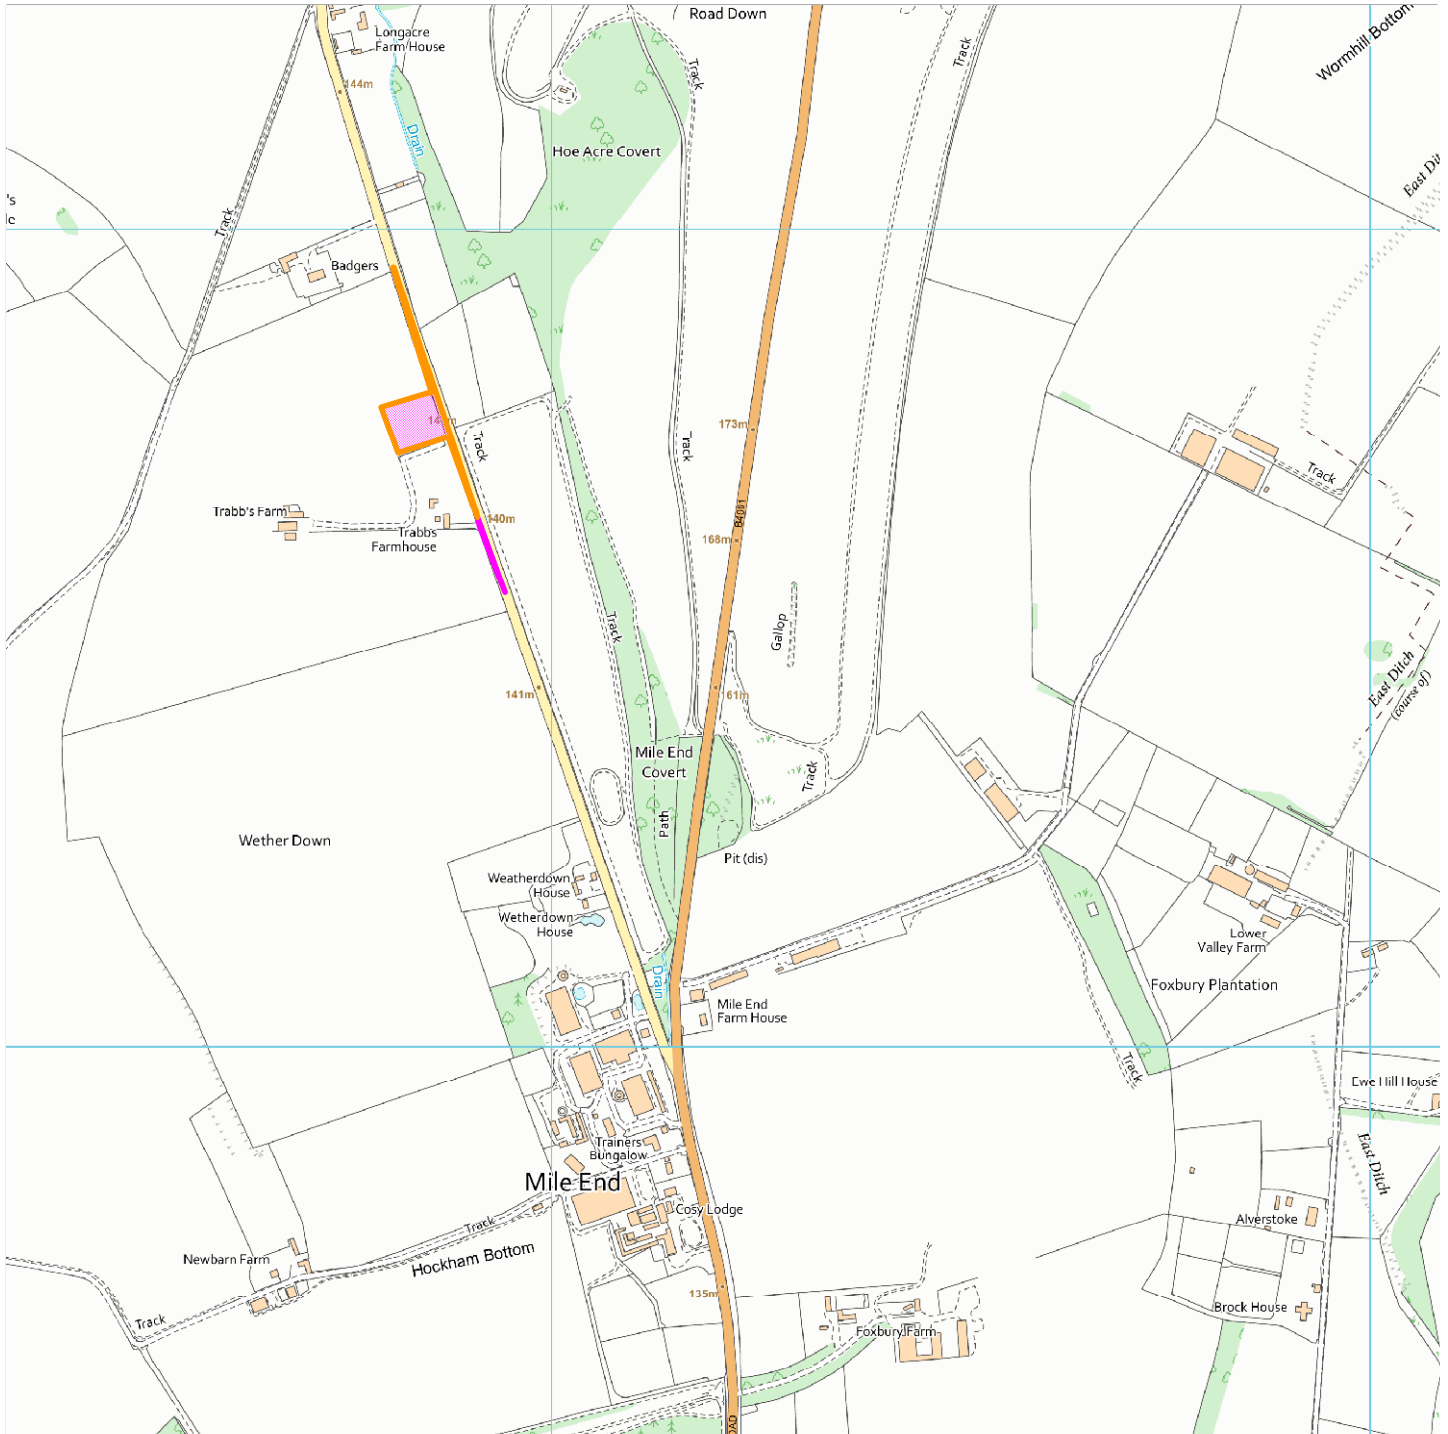 Road Down
Longacre
Farm House
Track
Track
Wormhill Bottom
144m
Drain
Hoe Acre Covert
East Dit
's
Track
Badgers
173m
Track
Track
Track
B4001
Trabb's Farm
140m
Trabb's
Farmhouse
168m
Gallop
Track
East Ditch
(course of)
141m
161m
Mile End
Covert
Track
Path
Wether Down
Pit (dis)
Weatherdown
House
Wetherdown
House
Lower
Valley Farm
Drain
Foxbury Plantation
Mile End
Farm House
Track
Ewe Hill House
Trainers
Bungalow
East Ditch
Mile End
Cosy Lodge
Track
Alverstoke
Hockham Bottom
Newbarn Farm
135m
Brock House
Track
Foxbury Farm
OAD